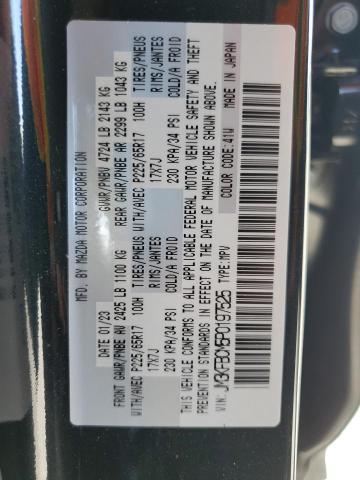 MFD. BY MAZDA MOTOR CORPORATION
DATE 01/23 GVWR/PNBV 4724 LB 2143 KG
FRONT GAWR/PNBE AV 2425 LB 1100 KG REAR GAWR/PNBE AR 2299 LB 1043 KG
WITH/AVEC P225/65R17 100H TIRES/PNEUS WITH/AVEC P225/65R17 100H TIRES/PNEUS
17X7J RIMS/JANTES 17X7J RIMS/JANTES
230 KPA/34 PSI COLD/A FROID 230 KPA/34 PSI COLD/A FROID
THIS VEHICLE CONFORMS TO ALL APPLICABLE FEDERAL MOTOR VEHICLE SAFETY AND THEFT
PREVENTION STANDARDS IN EFFECT ON THE DATE OF MANUFACTURE SHOWN ABOVE.
VIN: TYPE:MPV COLOR CODE:41W MADE IN JAPAN